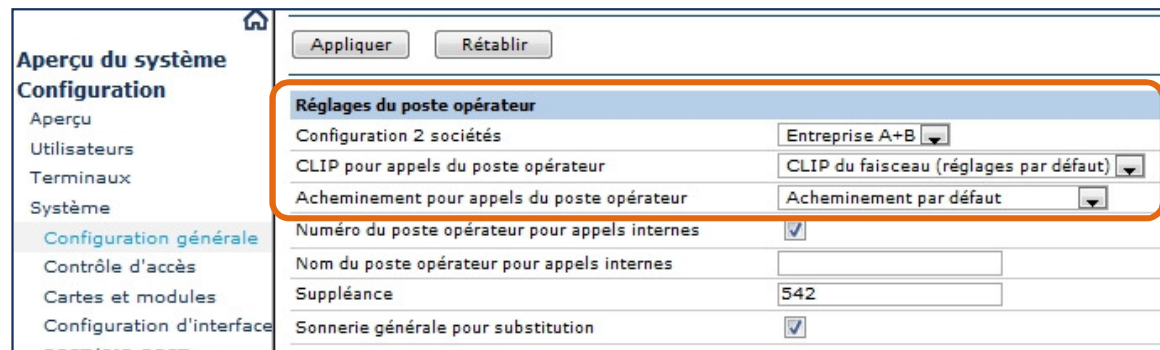 Appliquer Rétablir
Aperçu du système
Configuration
Aperçu
Utilisateurs
Terminaux
Système
Configuration générale
Contrôle d'accès
Cartes et modules
Configuration d'interface
Réglages du poste opérateur
Configuration 2 sociétés Entreprise A+B
CLIP pour appels du poste opérateur CLIP du faisceau (réglages par défaut)
Acheminement pour appels du poste opérateur Acheminement par défaut
Numéro du poste opérateur pour appels internes
Nom du poste opérateur pour appels internes
Suppléance 542
Sonnerie générale pour substitution